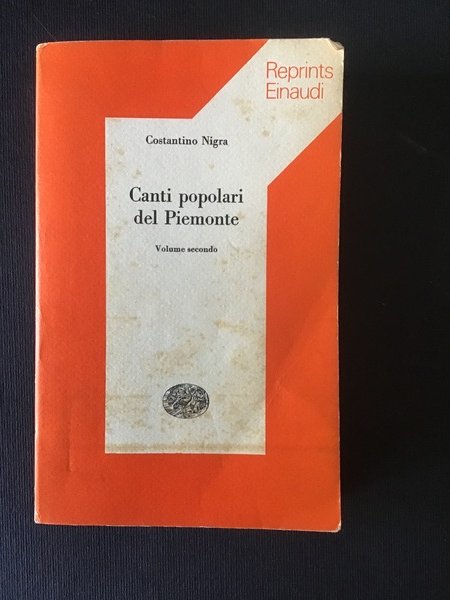 Reprints
Einaudi
Costantino Nigra
Canti popolari
del Piemonte
Volume secondo